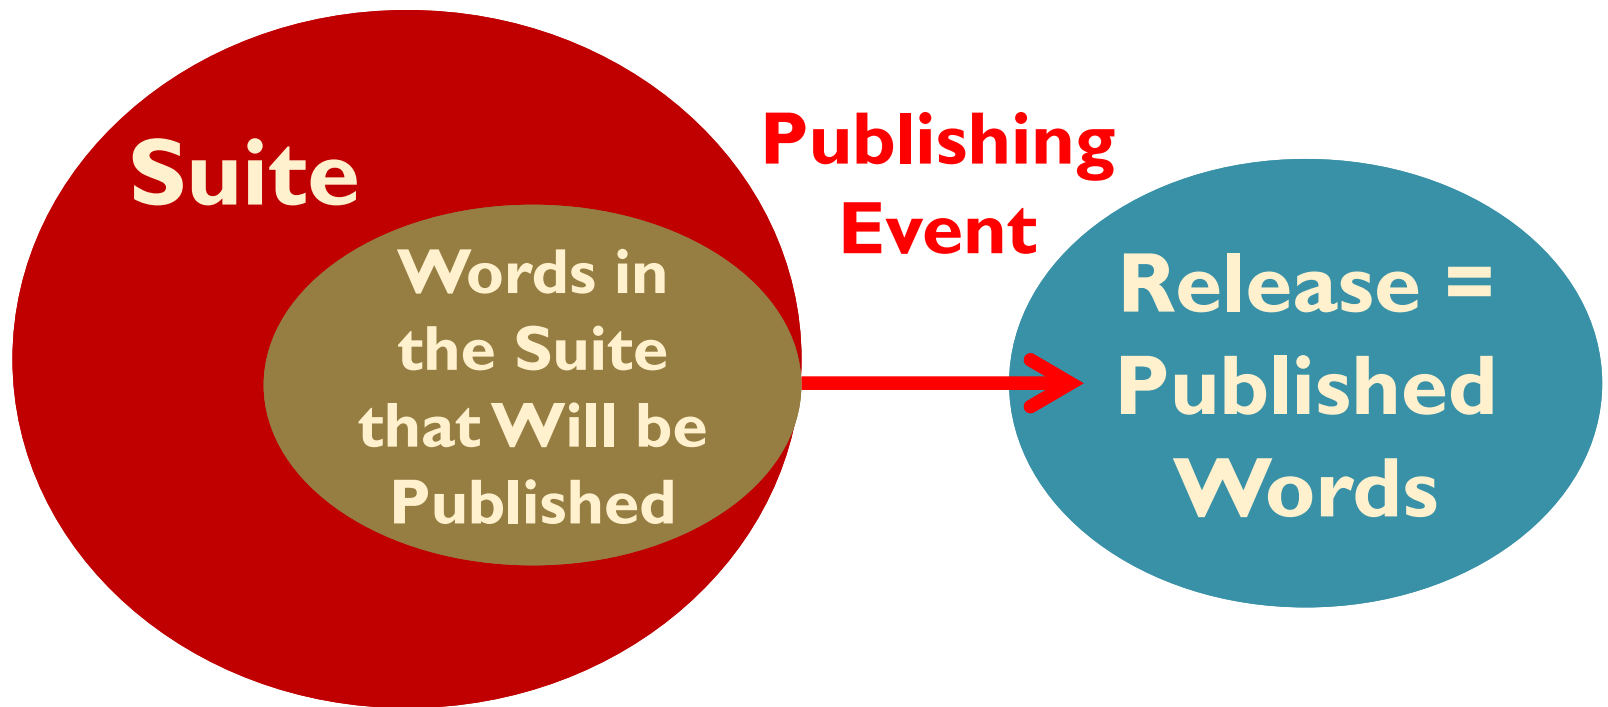 Suite
Words in
the Suite
that Will be
Published
Publishing
Event
Release =
Published
Words